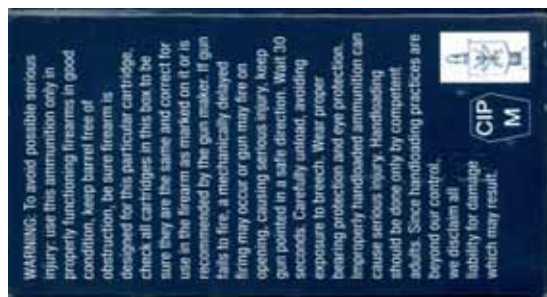 WARNING: To avoid possible serious
injury: use this ammunition only in
properly functioning firearms in good
condition, keep barrel free of
obstruction, be sure firearm is
designed for this particular cartridge,
check all cartridges in this box to be
sure they are the same and correct for
use in the firearm as marked on it or is
recommended by the gun maker. If gun
fails to fire, a mechanically delayed
firing may occur or gun may fire on
opening, causing serious injury, keep
gun pointed in a safe direction. Wait 30
seconds. Carefully unload, avoiding
exposure to breech. Wear proper
hearing protection and eye protection.
Improperly handloaded ammunition can
cause serious injury. Handloading
should be done only by competent
adults. Since handloading practices are
beyond our control,
we disclaim all
liability for damage
which may result.
CIP
M